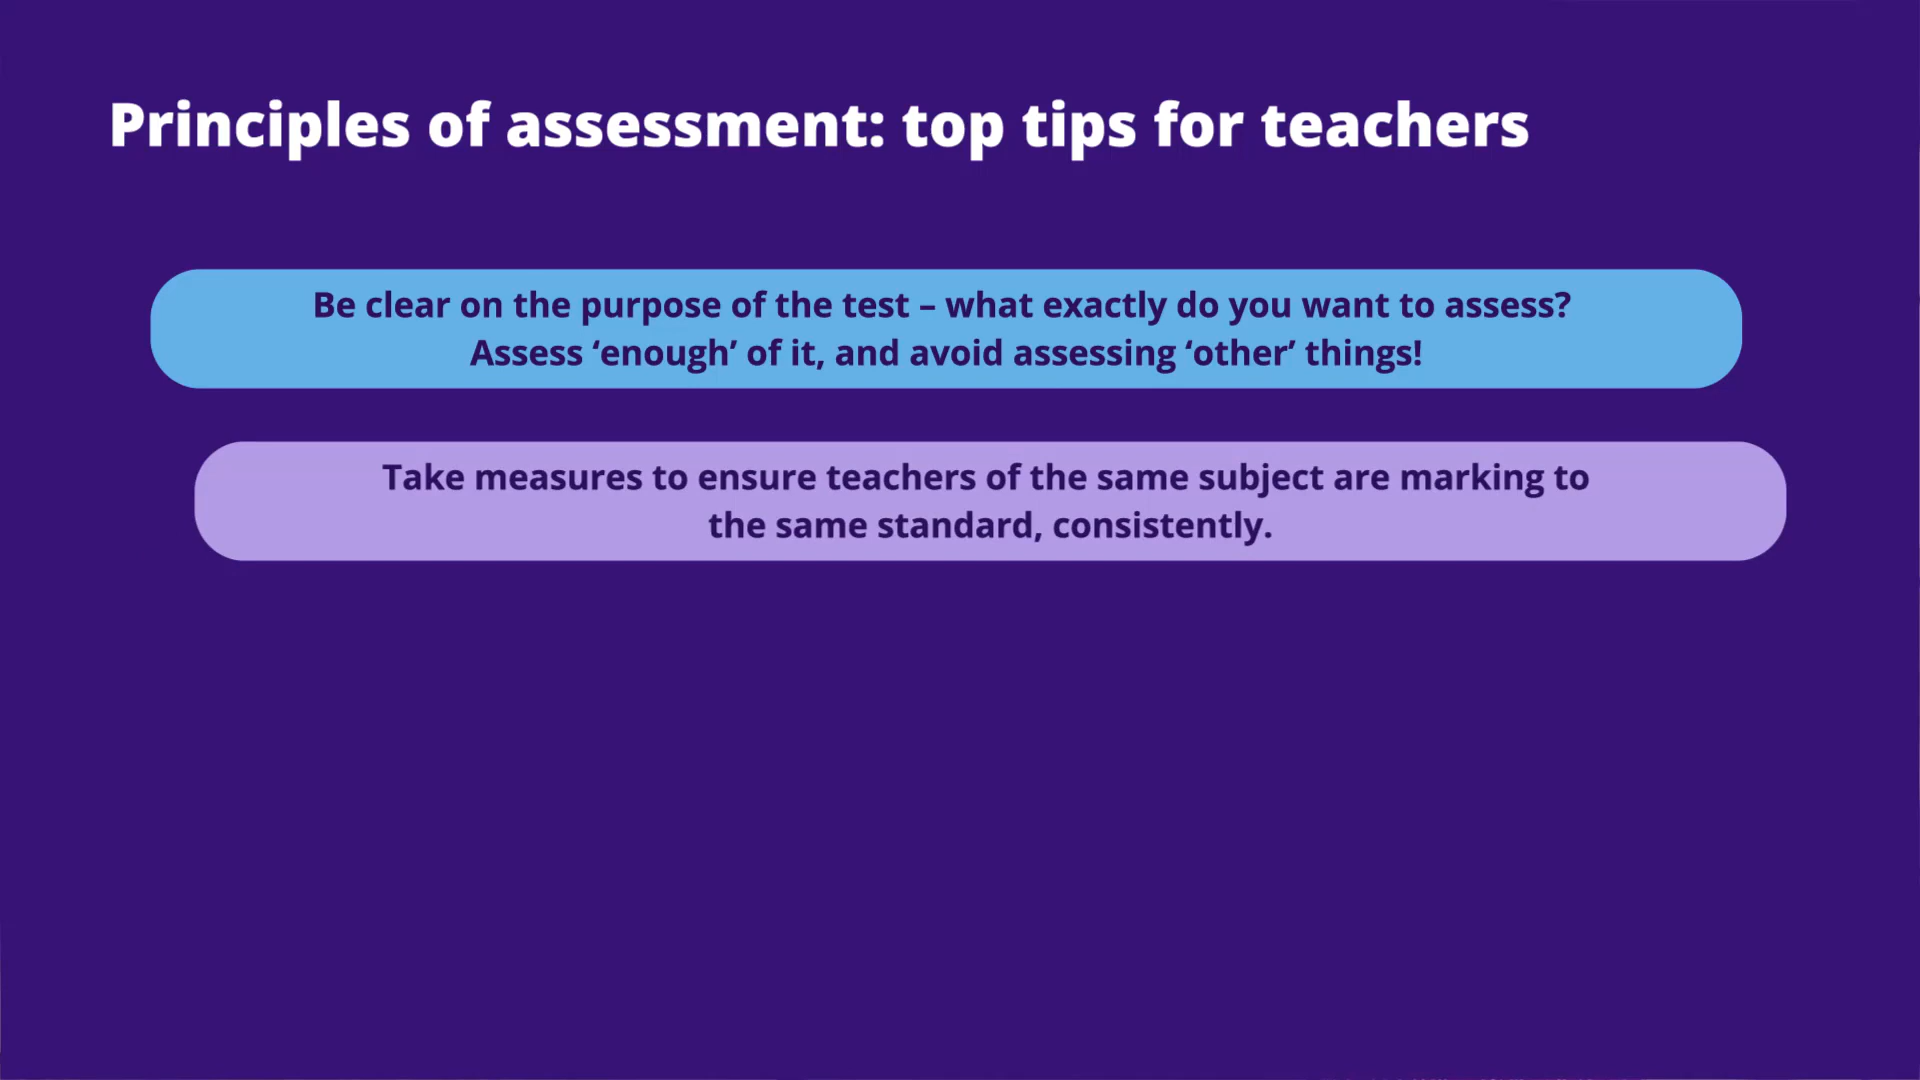 Principles of assessment: top tips for teachers
Be clear on the purpose of the test – what exactly do you want to assess?
Assess ‘enough’ of it, and avoid assessing ‘other’ things!
Take measures to ensure teachers of the same subject are marking to
the same standard, consistently.